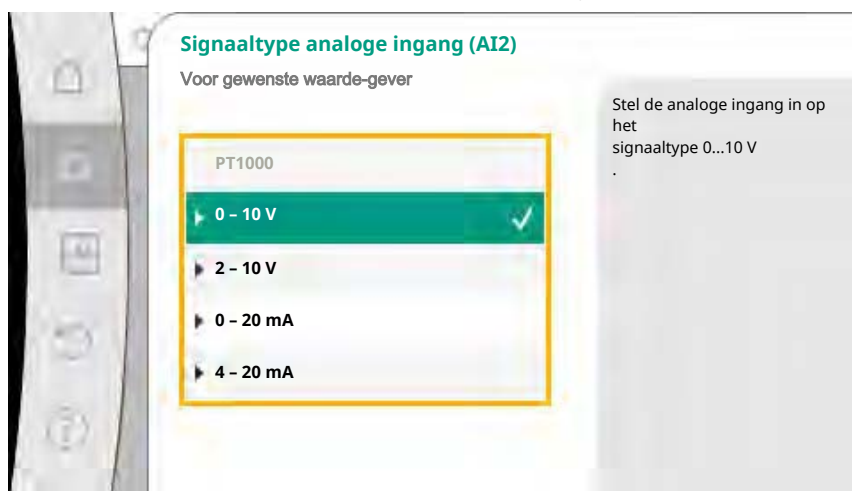 Signaaltype analoge ingang (AI2)
Voor gewenste waarde-gever
PT1000
0 – 10 V
2 – 10 V
0 – 20 mA
4 – 20 mA
Stel de analoge ingang in op
het
signaaltype 0...10 V
.